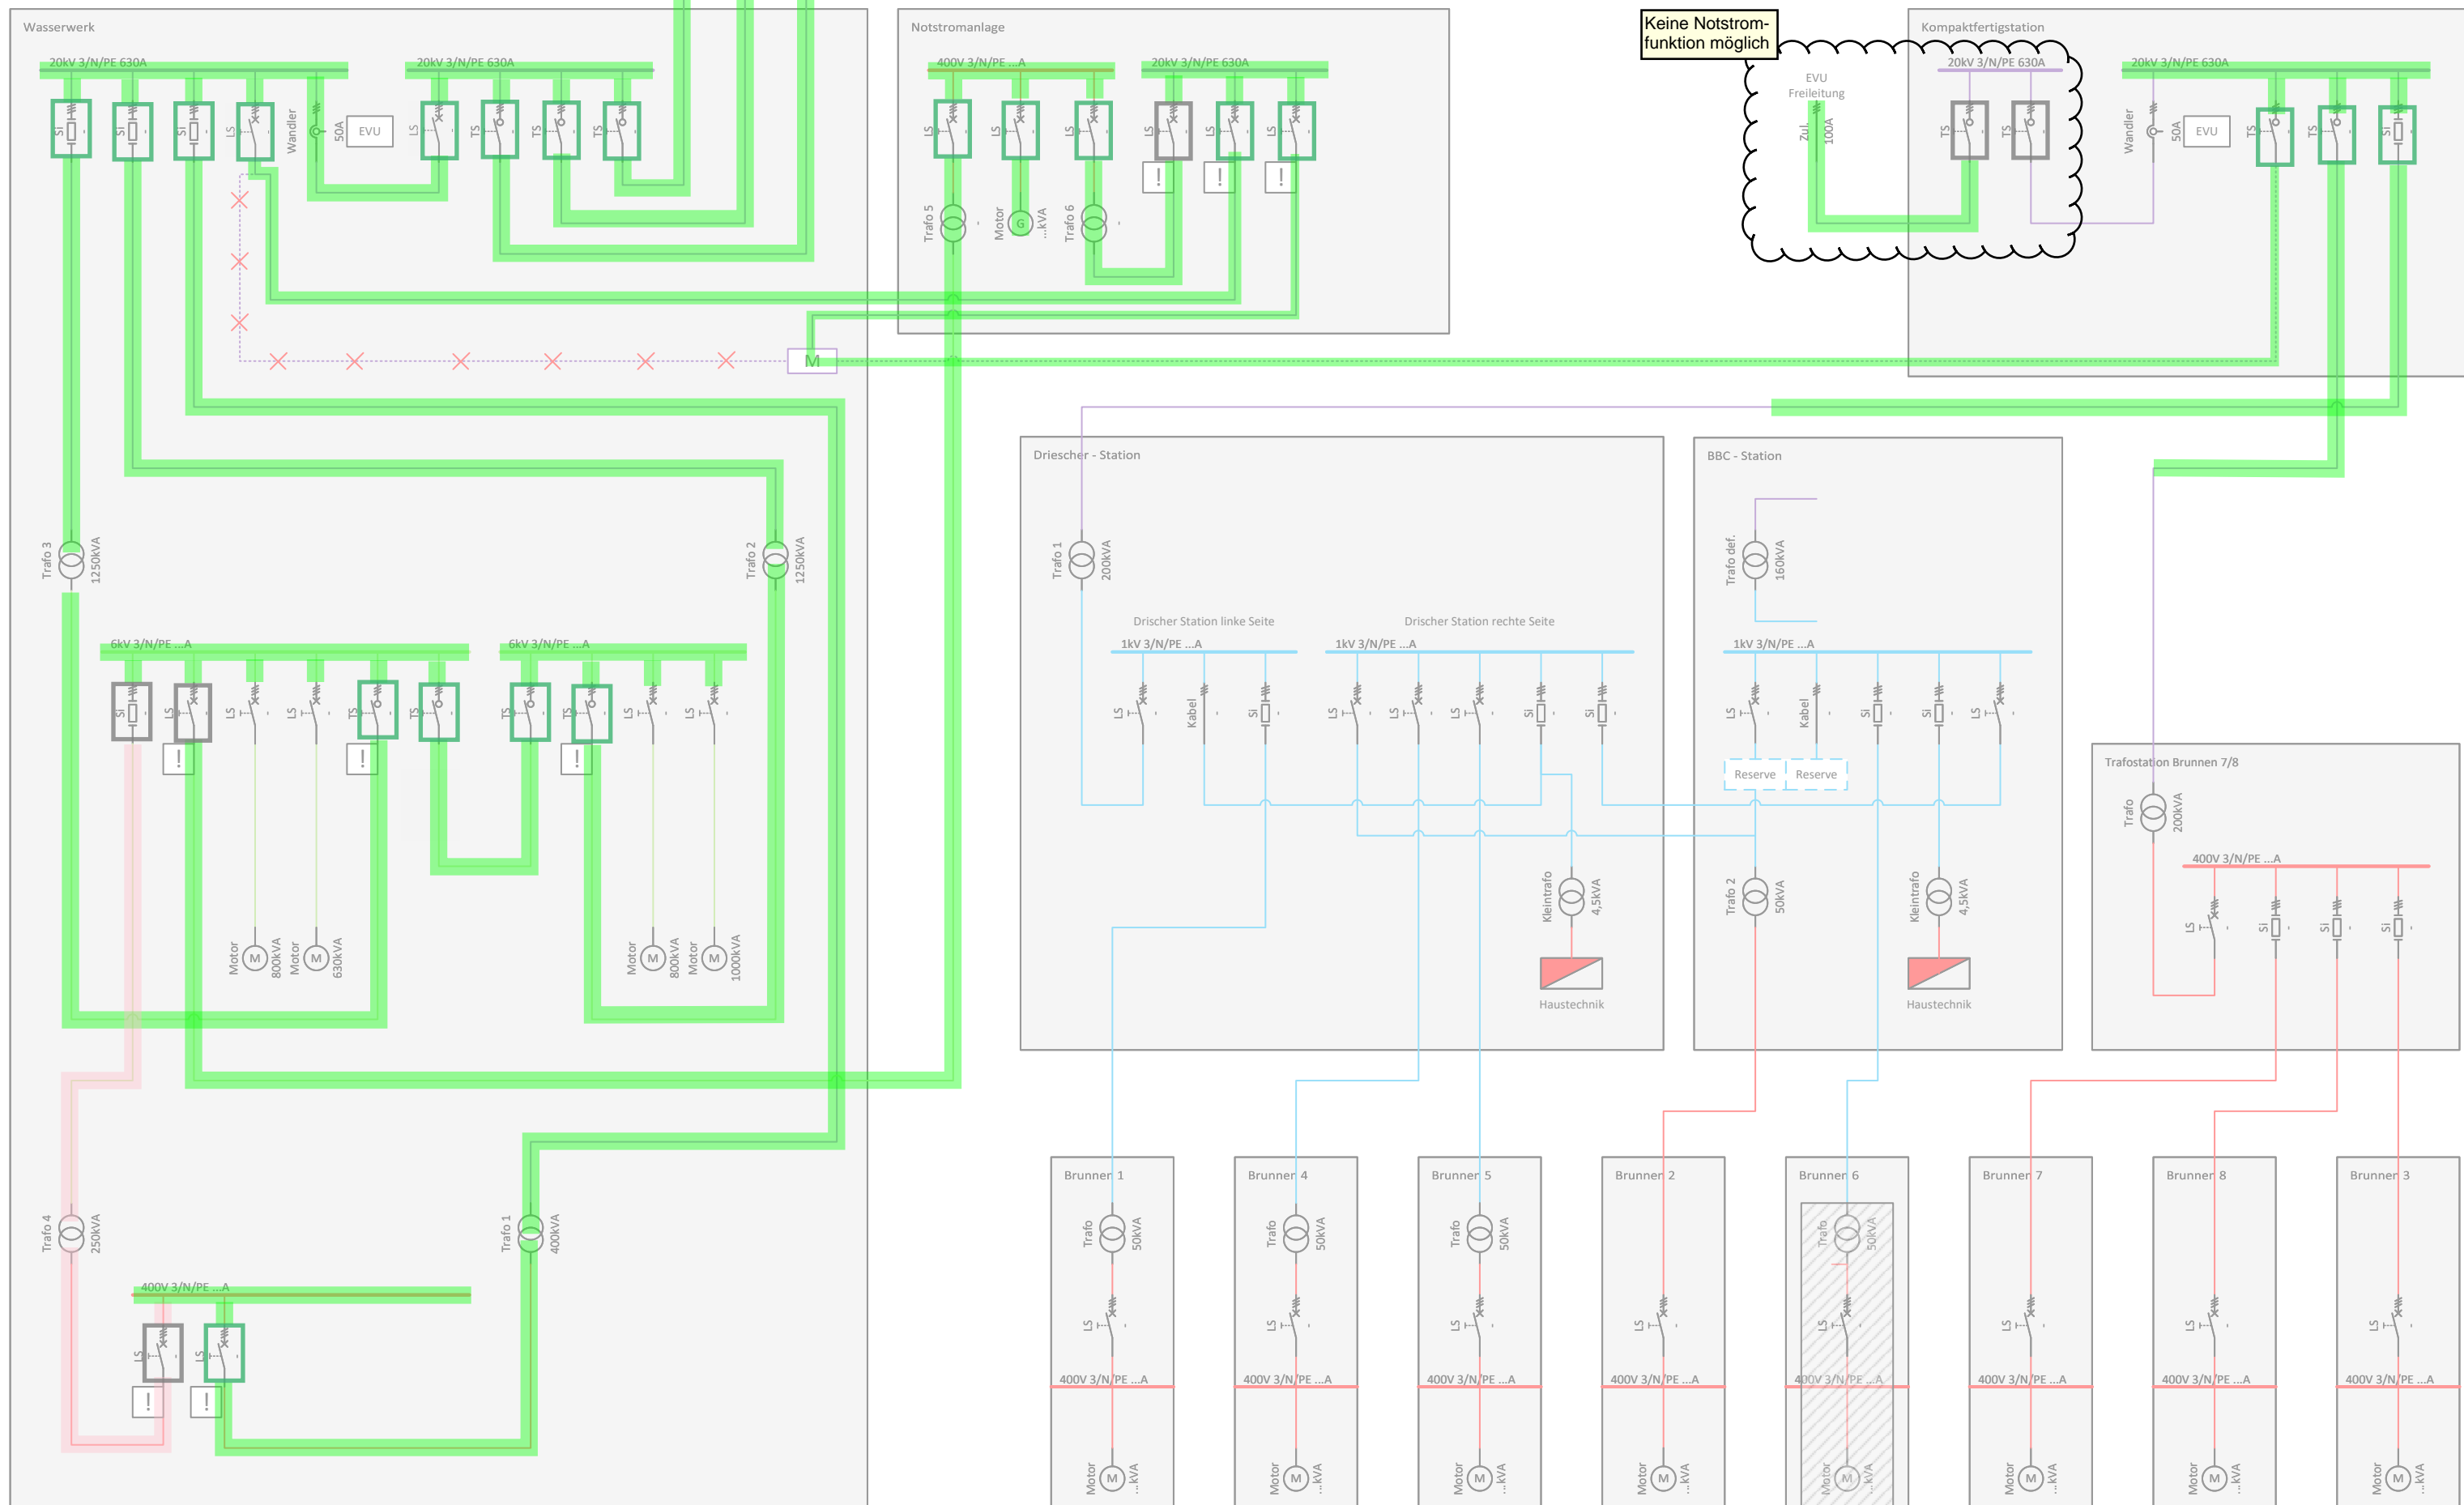 Wasserwerk
20kV 3/N/PE 630A
Si
-
Si
-
Si
-
LS
-
Wandler
50A
EVU
20kV 3/N/PE 630A
LS
-
TS
-
TS
-
TS
-
Notstromanlage
400V 3/N/PE ...A
LS
-
LS
-
LS
-
20kV 3/N/PE 630A
LS
-
LS
-
LS
-
!
!
!
Trafo 5
-
Motor
G
...kVA
Trafo 6
-
Keine Notstrom-
funktion möglich
Kompaktfertigstation
EVU
Freileitung
Zul.
100A
20kV 3/N/PE 630A
TS
-
TS
-
20kV 3/N/PE 630A
Wandler
50A
EVU
TS
-
TS
-
Si
-
M
Trafo 3
1250kVA
Trafo 2
1250kVA
6kV 3/N/PE ...A
Si
-
LS
-
LS
-
LS
-
TS
-
TS
-
!
!
6kV 3/N/PE ...A
TS
-
TS
-
LS
-
LS
-
!
Motor
M
800kVA
Motor
M
630kVA
Motor
M
800kVA
Motor
M
1000kVA
Trafo 4
250kVA
Trafo 1
400kVA
400V 3/N/PE ...A
LS
-
LS
-
!
!
Driescher - Station
Trafo 1
200kVA
Drischer Station linke Seite
Drischer Station rechte Seite
1kV 3/N/PE ...A
LS
-
Kabel
-
Si
-
1kV 3/N/PE ...A
LS
-
LS
-
LS
-
Si
-
Si
-
Kleintrafo
4,5kVA
Haustechnik
BBC - Station
Trafo def.
160kVA
1kV 3/N/PE ...A
LS
-
Kabel
-
Si
-
Si
-
LS
-
Reserve
Reserve
Trafo 2
50kVA
Kleintrafo
4,5kVA
Haustechnik
Trafostation Brunnen 7/8
Trafo
200kVA
400V 3/N/PE ...A
LS
-
Si
-
Si
-
Si
-
Brunnen 1
Trafo
50kVA
LS
-
400V 3/N/PE ...A
Motor
M
...kVA
Brunnen 4
Trafo
50kVA
LS
-
400V 3/N/PE ...A
Motor
M
...kVA
Brunnen 5
Trafo
50kVA
LS
-
400V 3/N/PE ...A
Motor
M
...kVA
Brunnen 2
LS
-
400V 3/N/PE ...A
Motor
M
...kVA
Brunnen 6
Trafo
50kVA
LS
-
400V 3/N/PE ...A
Motor
M
...kVA
Brunnen 7
LS
-
400V 3/N/PE ...A
Motor
M
...kVA
Brunnen 8
LS
-
400V 3/N/PE ...A
Motor
M
...kVA
Brunnen 3
LS
-
400V 3/N/PE ...A
Motor
M
...kVA